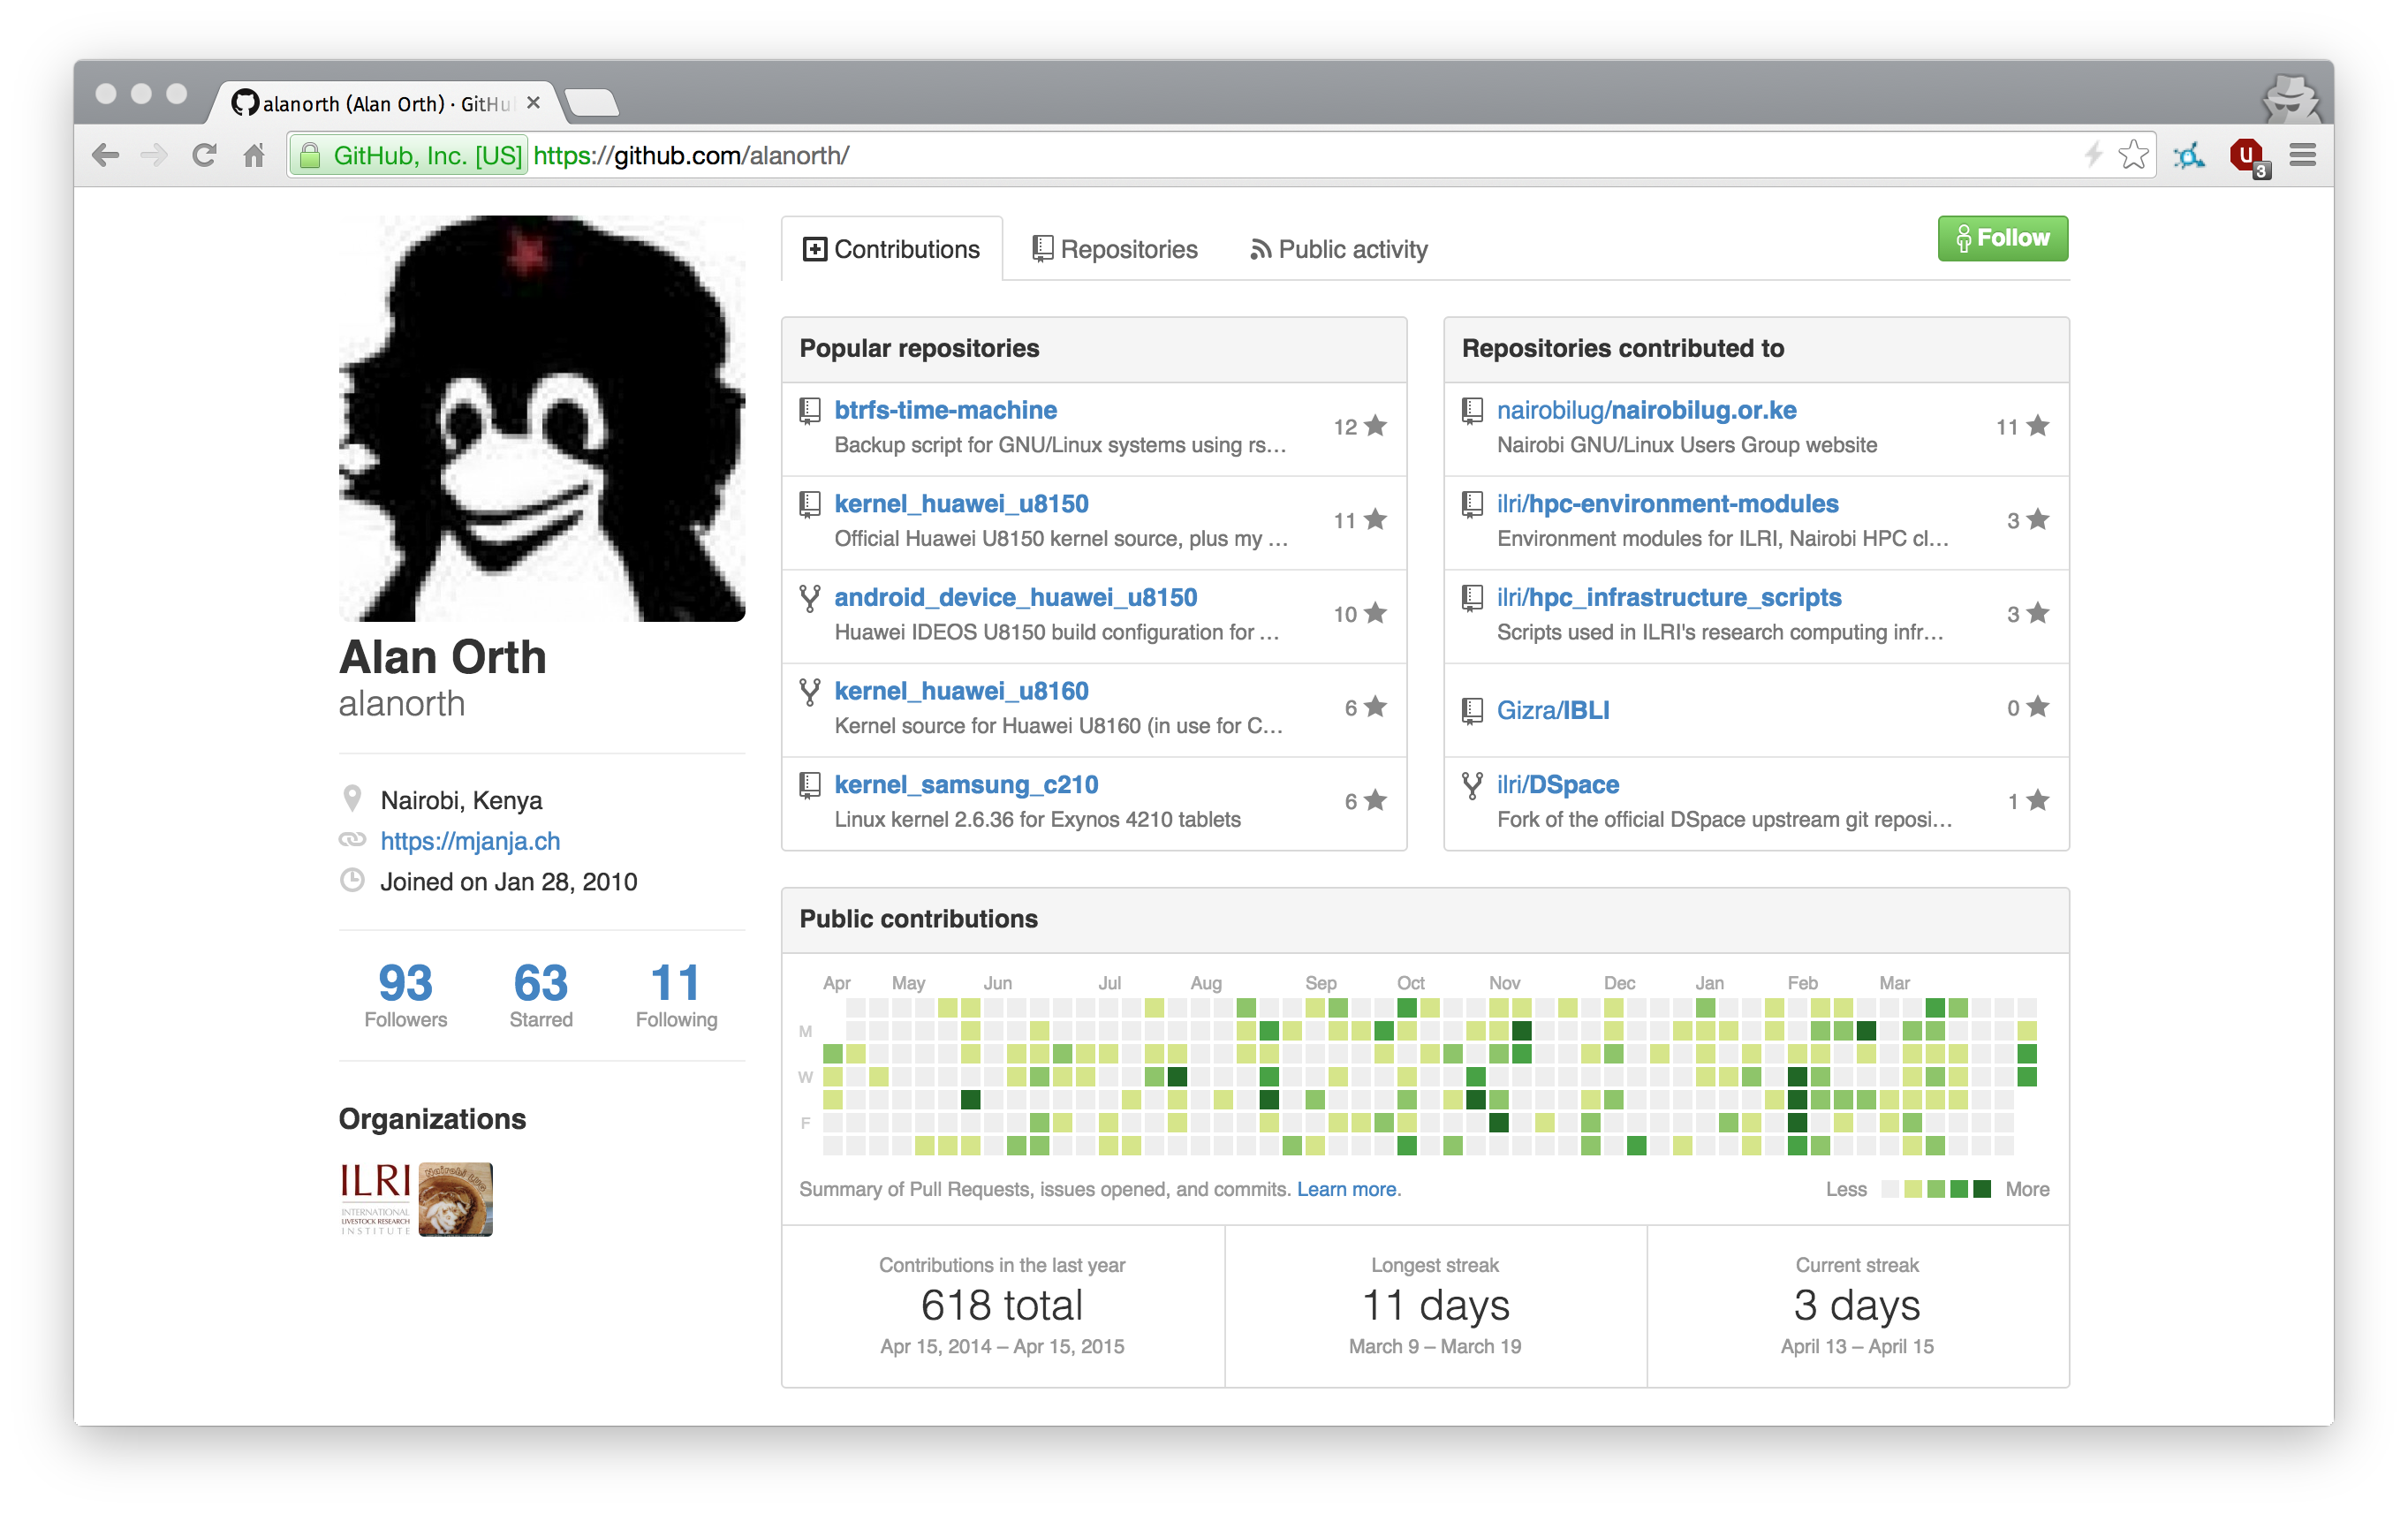 alanorth (Alan Orth) · GitHu
GitHub, Inc. [US] https://github.com/alanorth/
3
Contributions
Repositories
Public activity
Follow
Alan Orth
alanorth
Nairobi, Kenya
https://mjanja.ch
Joined on Jan 28, 2010
93 63 11
Followers Starred Following
Organizations
ILRI
INTERNATIONAL
LIVESTOCK RESEARCH
INSTITUTE
Nairobi
Popular repositories
btrfs-time-machine
Backup script for GNU/Linux systems using rs…
12
kernel_huawei_u8150
Official Huawei U8150 kernel source, plus my …
11
android_device_huawei_u8150
Huawei IDEOS U8150 build configuration for …
10
kernel_huawei_u8160
Kernel source for Huawei U8160 (in use for C…
6
kernel_samsung_c210
Linux kernel 2.6.36 for Exynos 4210 tablets
6
Repositories contributed to
nairobilug/nairobilug.or.ke
Nairobi GNU/Linux Users Group website
11
ilri/hpc-environment-modules
Environment modules for ILRI, Nairobi HPC cl…
3
ilri/hpc_infrastructure_scripts
Scripts used in ILRI's research computing infr…
3
Gizra/IBLI
0
ilri/DSpace
Fork of the official DSpace upstream git reposi…
1
Public contributions
Apr May Jun Jul Aug Sep Oct Nov Dec Jan Feb Mar
M
W
F
Summary of Pull Requests, issues opened, and commits. Learn more.
Less More
Contributions in the last year
618 total
Apr 15, 2014 – Apr 15, 2015
Longest streak
11 days
March 9 – March 19
Current streak
3 days
April 13 – April 15